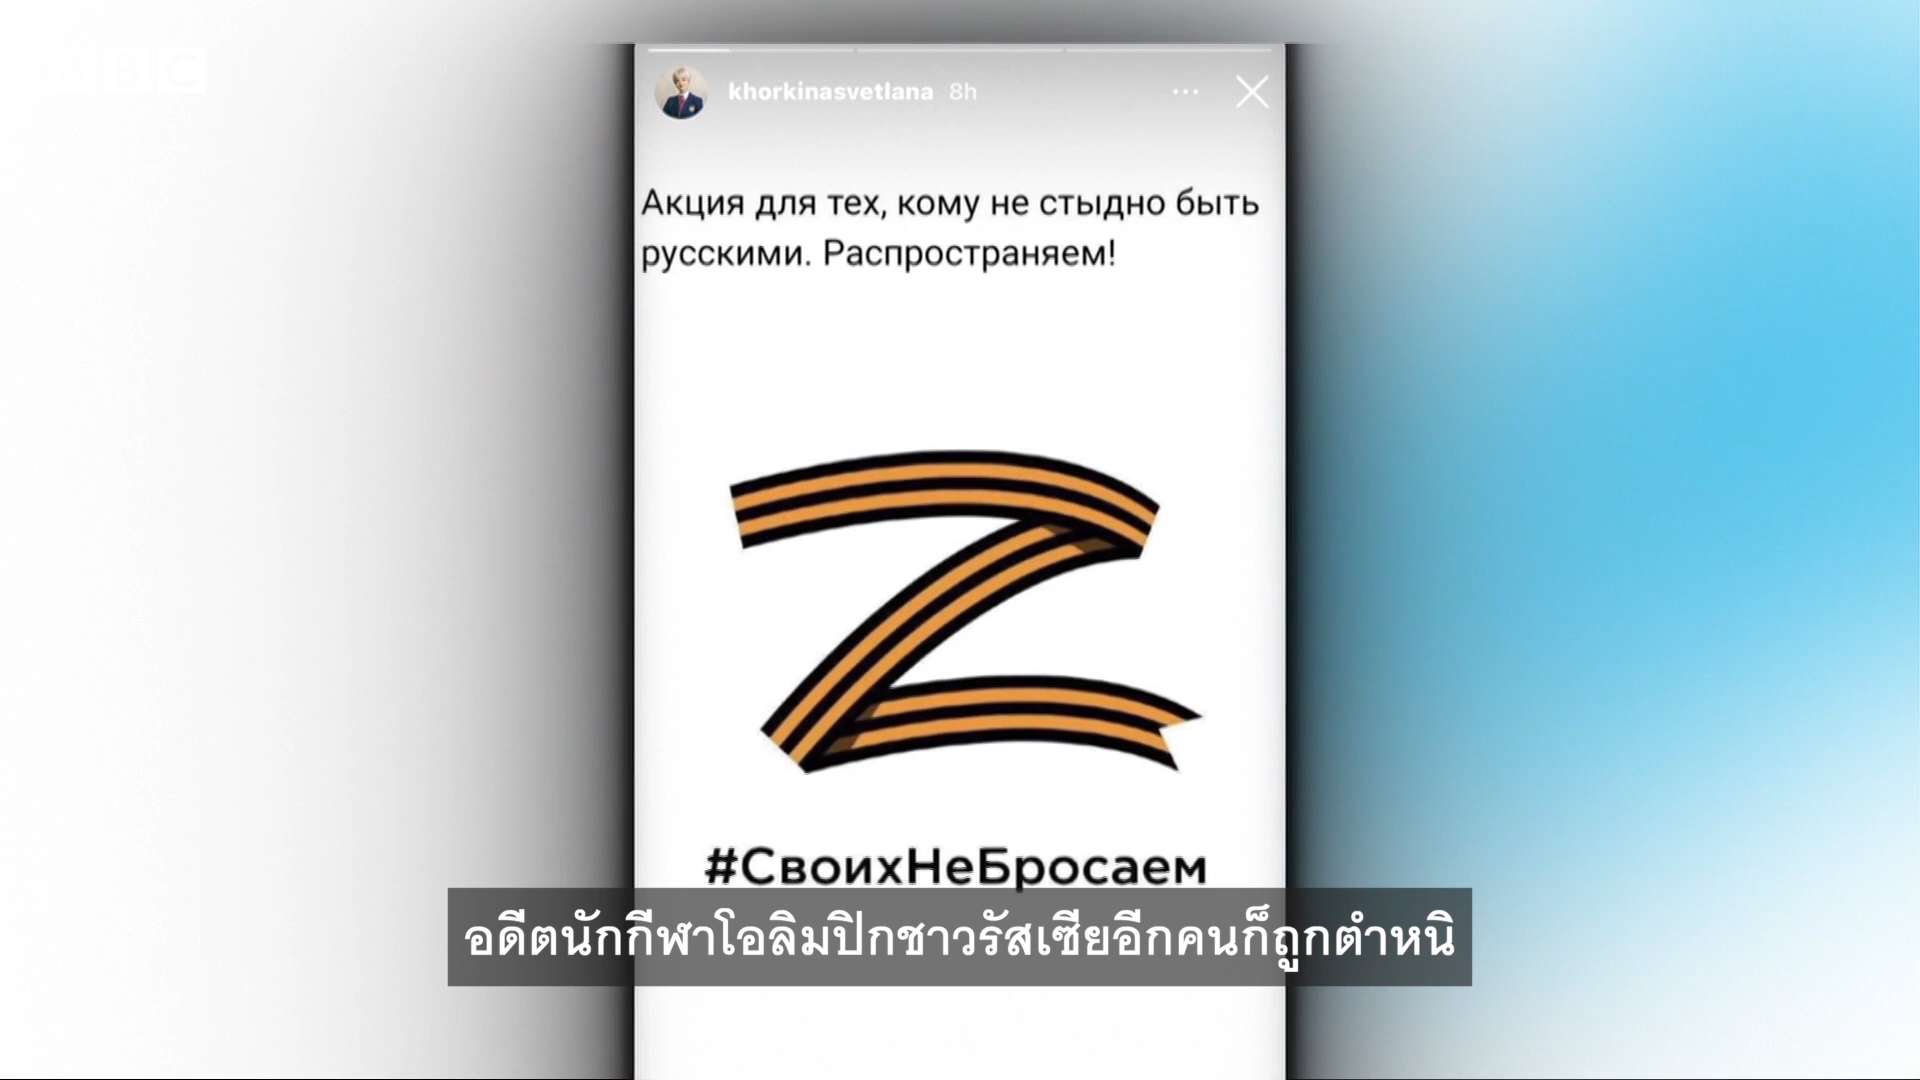 BBC
khorkinasvetlana 8h
Акция для тех, кому не стыдно быть
русскими. Распространяем!
Z
#СвоихНеБросаем
อดีตนักกีฬาโอลิมปิกชาวรัสเซียอีกคนก็ถูกตำหนิ